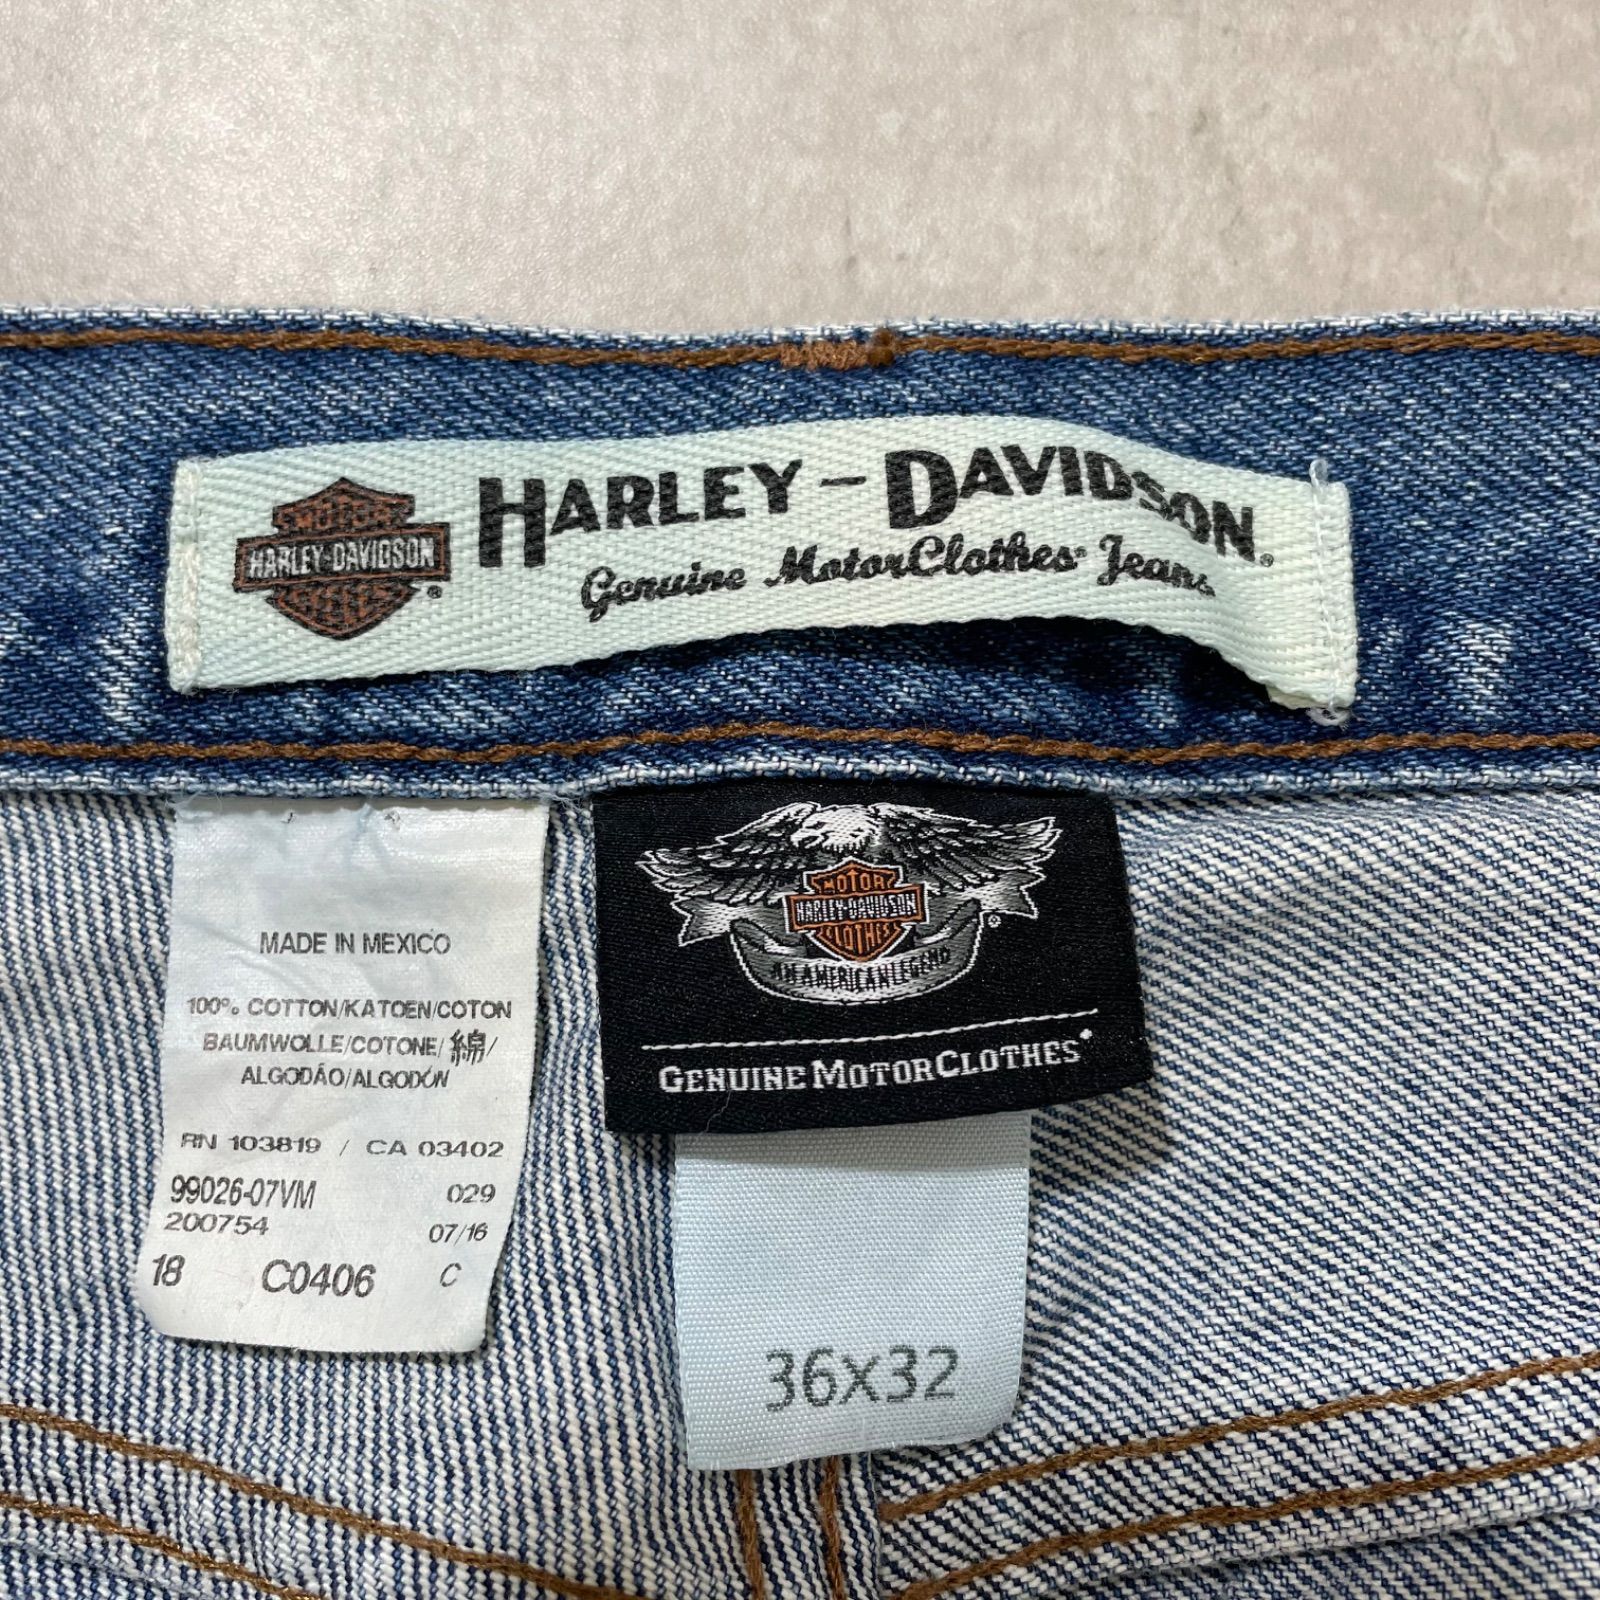 MOTOR
HARLEY-DAVIDSON
®
HARLEY-DAVIDSON®
Genuine MotorClothes® Jeans
MADE IN MEXICO
100% COTTON/KATOEN/COTON
BAUMWOLLE/COTONE/綿/
ALGODÃO/ALGODÓN
RN 103819 / CA 03402
99026-07VM 029
200754 07/16
18 C0406 C
MOTOR
HARLEY-DAVIDSON
CLOTHES
®
AN AMERICAN LEGEND
GENUINE MOTORCLOTHES®
36x32